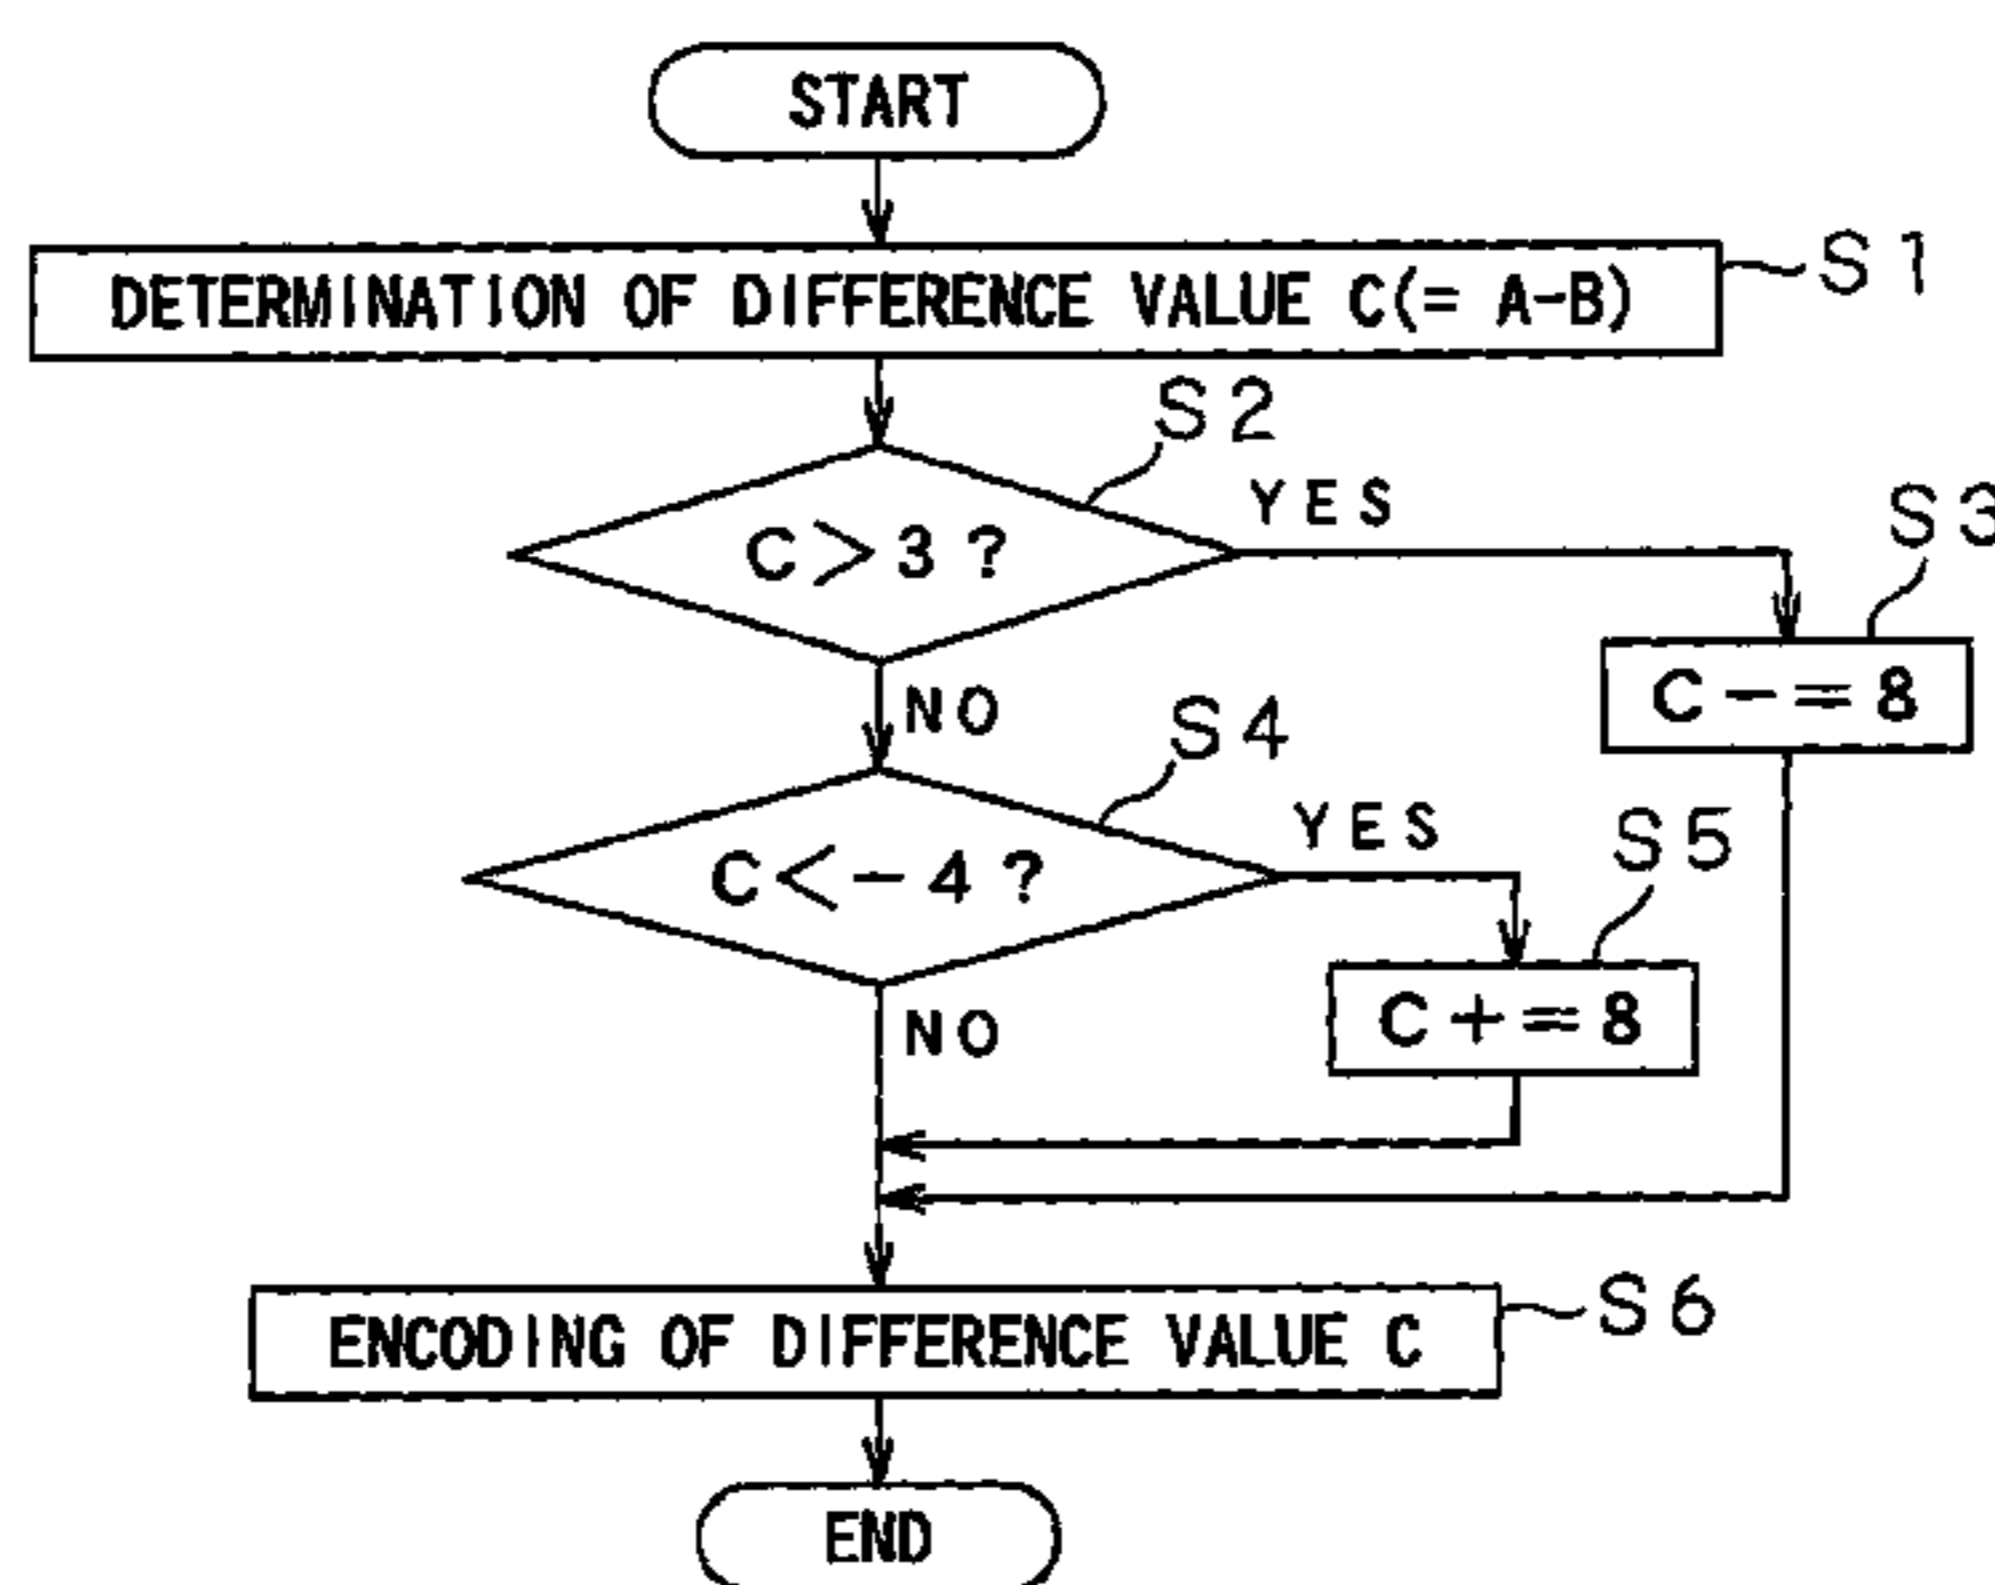 START
DETERMINATION OF DIFFERENCE VALUE C(= A-B)
S1
S2
C>3?
YES
S3
C-=8
NO
S4
C<-4?
YES
S5
C+=8
NO
ENCODING OF DIFFERENCE VALUE C
S6
END